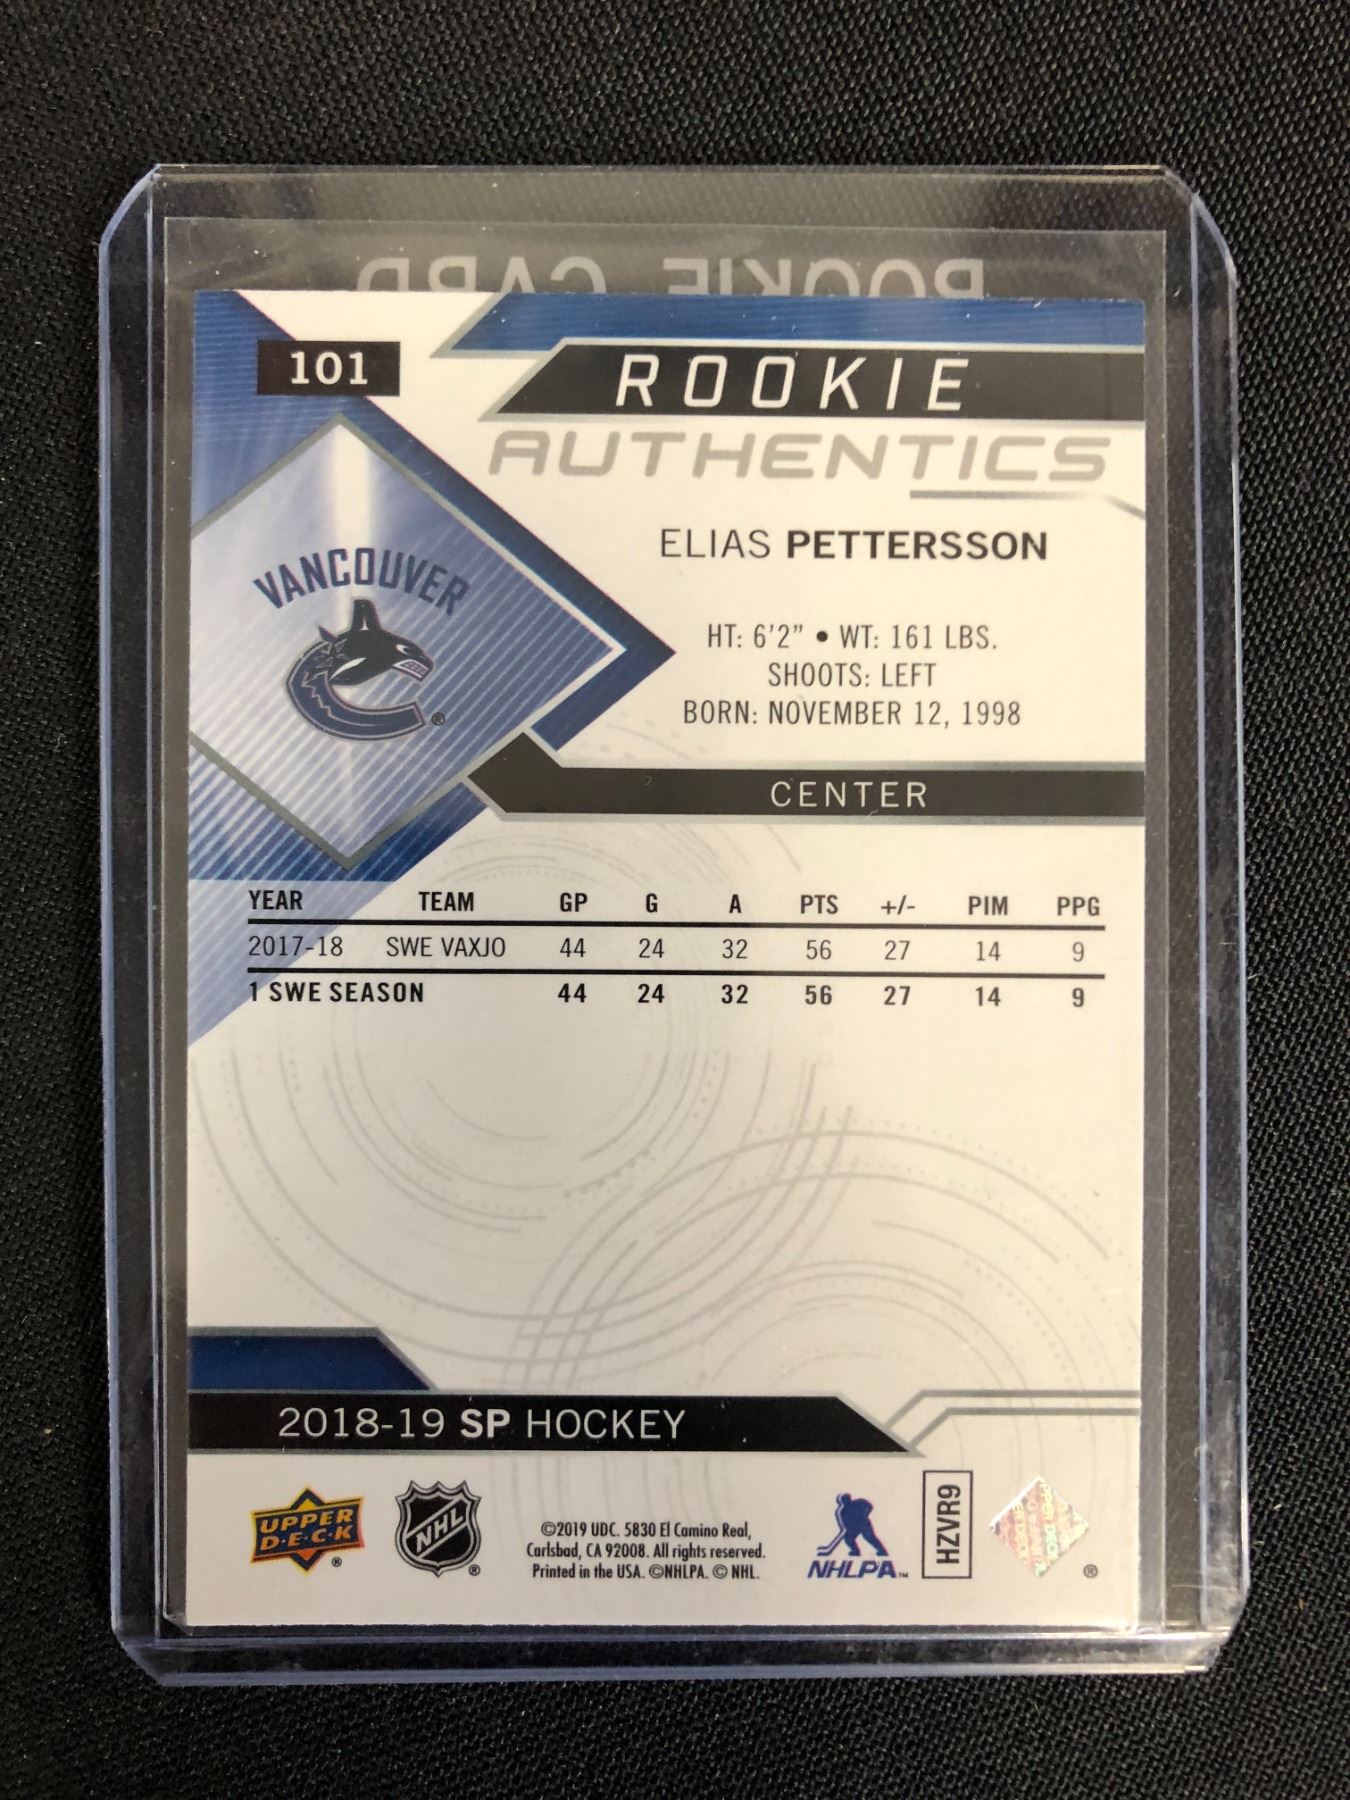 ROOKIE CARD
101
ROOKIE
AUTHENTICS
ELIAS PETTERSSON
VANCOUVER
®
HT: 6'2" • WT: 161 LBS.
SHOOTS: LEFT
BORN: NOVEMBER 12, 1998
CENTER
YEAR TEAM GP G A PTS +/- PIM PPG
2017-18 SWE VAXJO 44 24 32 56 27 14 9
1 SWE SEASON 44 24 32 56 27 14 9
2018-19 SP HOCKEY
UPPER
D·E·C·K
®
NHL
®
©2019 UDC. 5830 El Camino Real,
Carlsbad, CA 92008. All rights reserved.
Printed in the USA. ©NHLPA. © NHL.
NHLPA™
HZVR9
®